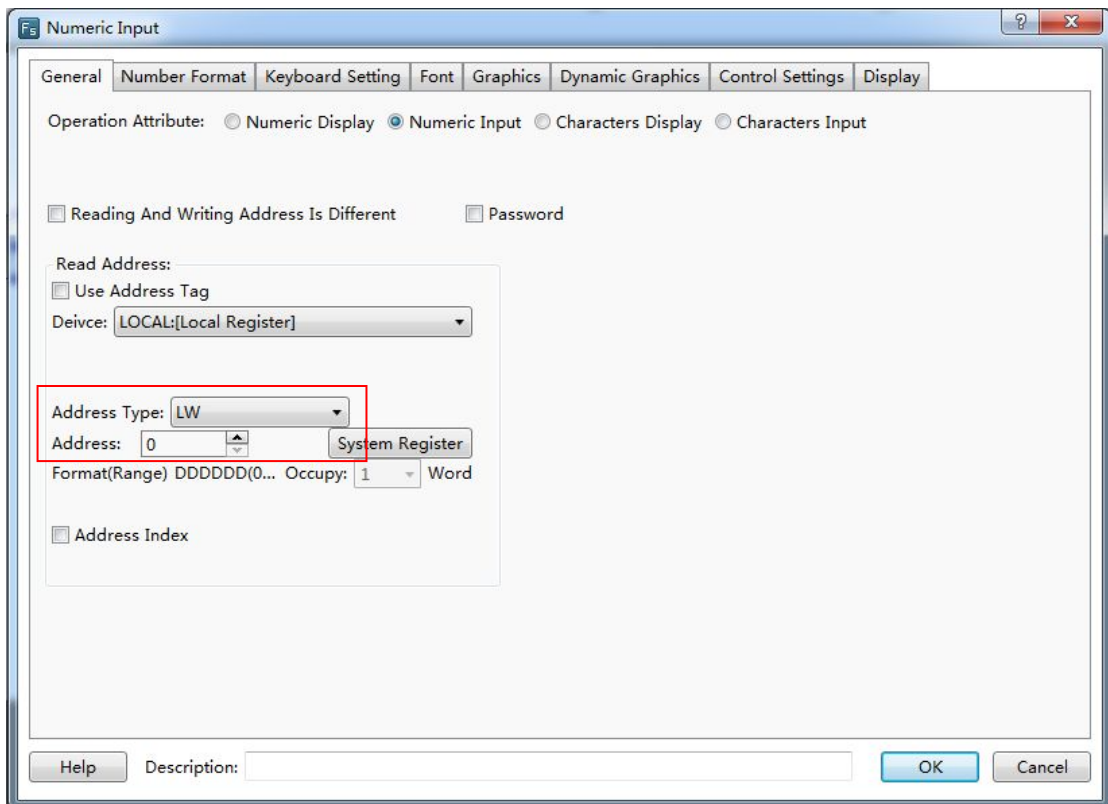 Fs Numeric Input
General Number Format Keyboard Setting Font Graphics Dynamic Graphics Control Settings Display
Operation Attribute: Numeric Display Numeric Input Characters Display Characters Input
Reading And Writing Address Is Different Password
Read Address:
Use Address Tag
Deivce: LOCAL:[Local Register]
Address Type: LW
Address: 0 System Register
Format(Range) DDDDDD(0... Occupy: 1 Word
Address Index
Help Description: OK Cancel